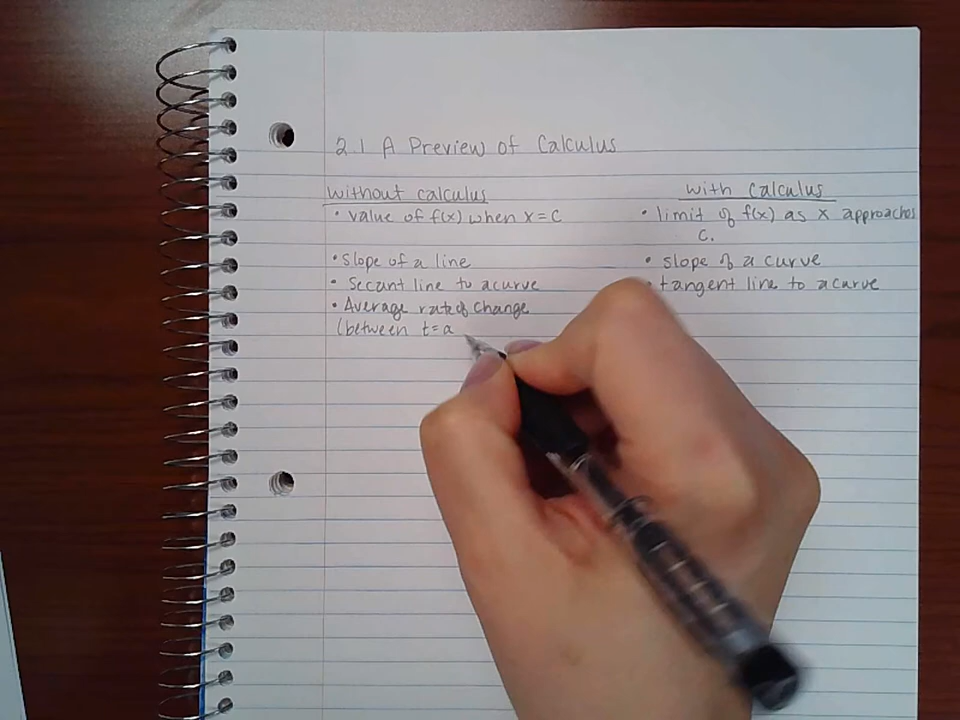 2.1 A Preview of Calculus
without calculus
with Calculus
• value of f(x) when x = c
• limit of f(x) as x approaches
c.
• Slope of a line
• slope of a curve
• Secant line to a curve
• tangent line to a curve
• Average rate of change
(between t = a